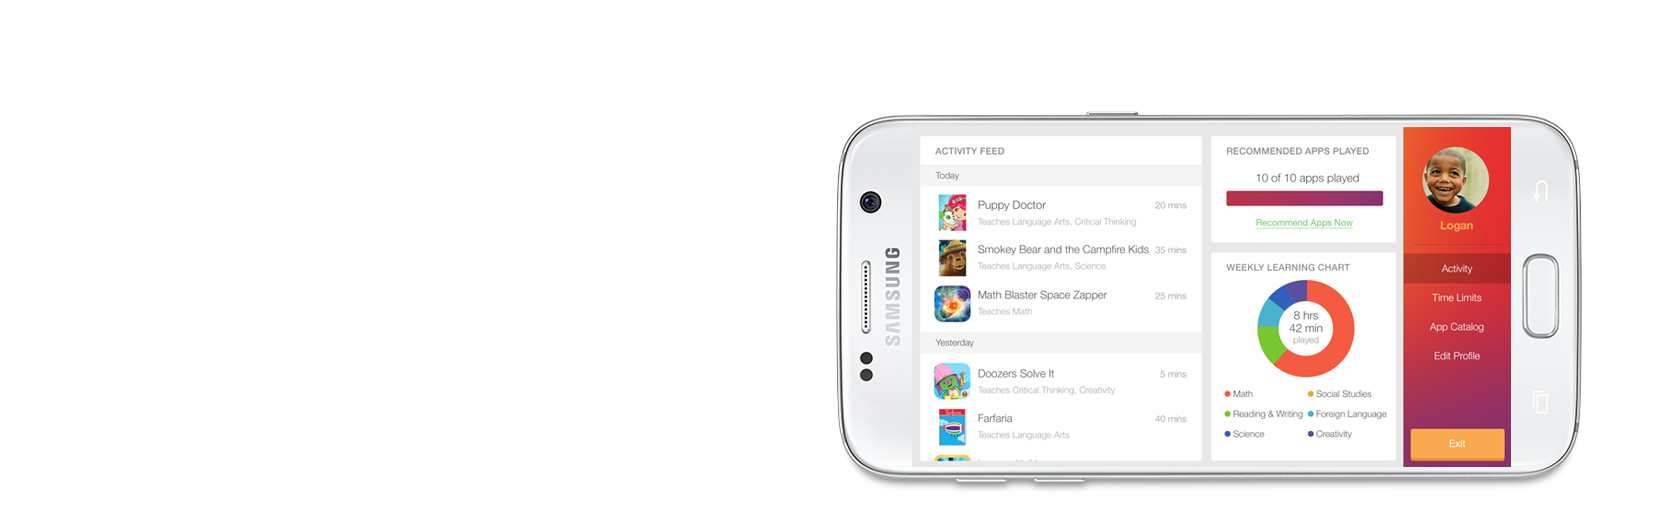 SAMSUNG
ACTIVITY FEED
Today
Puppy Doctor 20 mins
Teaches Language Arts, Critical Thinking
Smokey Bear and the Campfire Kids 35 mins
Teaches Language Arts, Science
Math Blaster Space Zapper 25 mins
Teaches Math
Yesterday
Doozers Solve It 5 mins
Teaches Critical Thinking, Creativity
Farfaria 40 mins
Teaches Language Arts
RECOMMENDED APPS PLAYED
10 of 10 apps played
Recommend Apps Now
WEEKLY LEARNING CHART
8 hrs
42 min
played
Math Social Studies
Reading & Writing Foreign Language
Science Creativity
Logan
Activity
Time Limits
App Catalog
Edit Profile
Exit